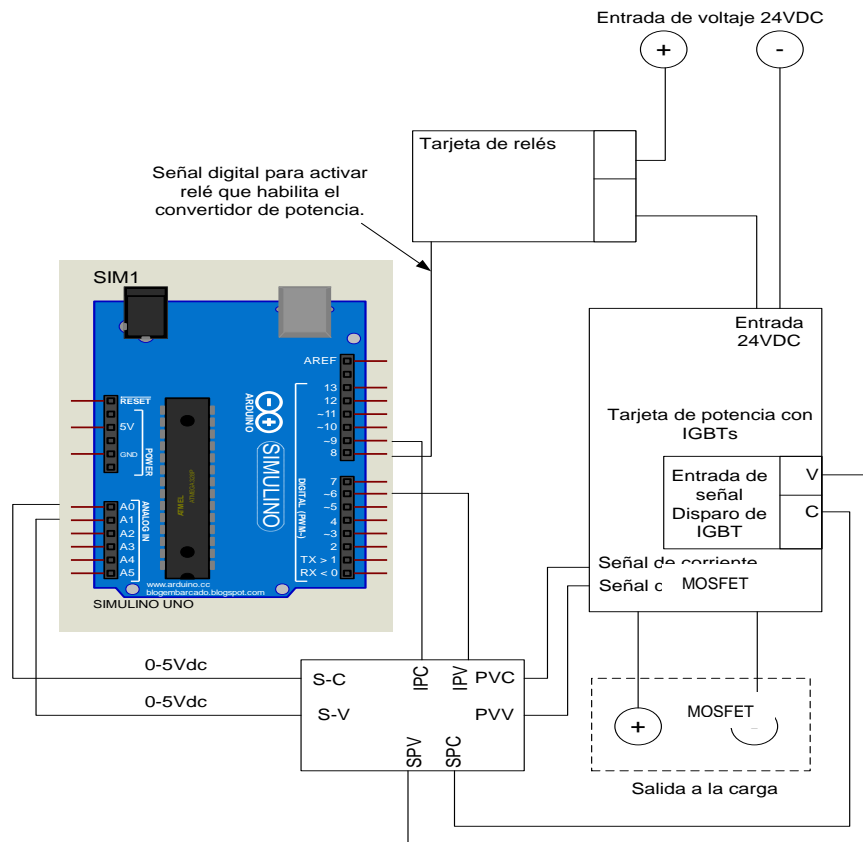 Entrada de voltaje 24VDC
+
-
Tarjeta de relés
Señal digital para activar
relé que habilita el
convertidor de potencia.
SIM1
AREF
13
12
~11
~10
~9
8
7
~6
~5
4
~3
2
TX > 1
RX < 0
RESET
5V
GND
POWER
A0
A1
A2
A3
A4
A5
ANALOG IN
ARDUINO
SIMULINO
DIGITAL (PWM~)
ATMEL
ATMEGA328P
www.arduino.cc
blogembarcado.blogspot.com
SIMULINO UNO
Entrada
24VDC
Tarjeta de potencia con
IGBTs
Entrada de
señal
Disparo de
IGBT
V
C
Señal de corriente
Señal
MOSFET
0-5Vdc
0-5Vdc
S-C
S-V
IPC
IPV
PVC
PVV
SPV
SPC
+
MOSFET
-
Salida a la carga